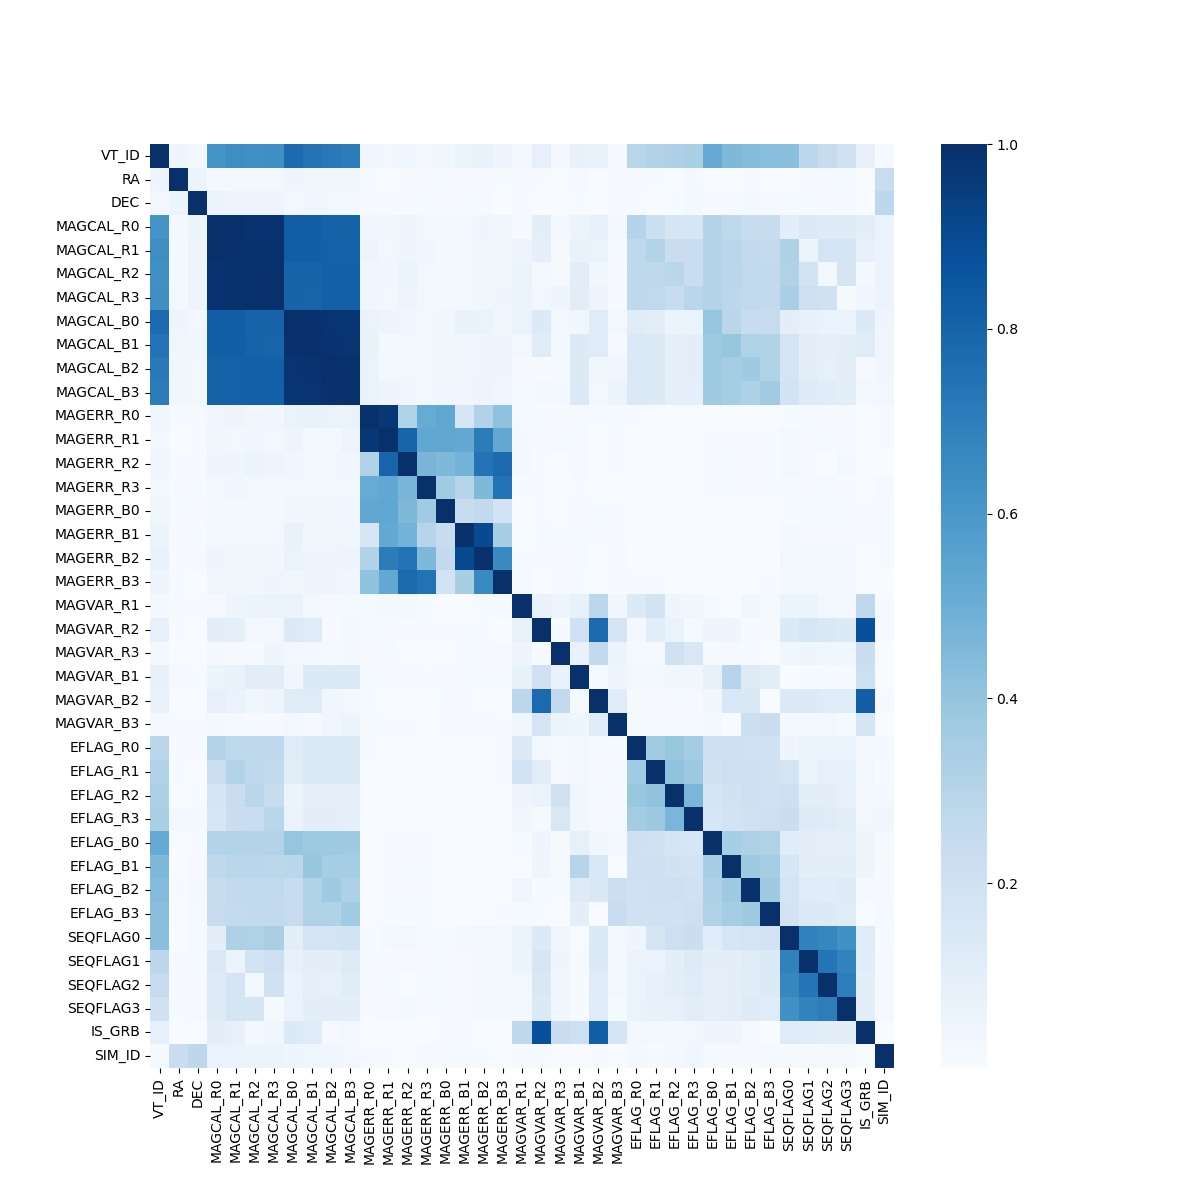 VT_ID
RA
DEC
MAGCAL_R0
MAGCAL_R1
MAGCAL_R2
MAGCAL_R3
MAGCAL_B0
MAGCAL_B1
MAGCAL_B2
MAGCAL_B3
MAGERR_R0
MAGERR_R1
MAGERR_R2
MAGERR_R3
MAGERR_B0
MAGERR_B1
MAGERR_B2
MAGERR_B3
MAGVAR_R1
MAGVAR_R2
MAGVAR_R3
MAGVAR_B1
MAGVAR_B2
MAGVAR_B3
EFLAG_R0
EFLAG_R1
EFLAG_R2
EFLAG_R3
EFLAG_B0
EFLAG_B1
EFLAG_B2
EFLAG_B3
SEQFLAG0
SEQFLAG1
SEQFLAG2
SEQFLAG3
IS_GRB
SIM_ID
VT_ID
RA
DEC
MAGCAL_R0
MAGCAL_R1
MAGCAL_R2
MAGCAL_R3
MAGCAL_B0
MAGCAL_B1
MAGCAL_B2
MAGCAL_B3
MAGERR_R0
MAGERR_R1
MAGERR_R2
MAGERR_R3
MAGERR_B0
MAGERR_B1
MAGERR_B2
MAGERR_B3
MAGVAR_R1
MAGVAR_R2
MAGVAR_R3
MAGVAR_B1
MAGVAR_B2
MAGVAR_B3
EFLAG_R0
EFLAG_R1
EFLAG_R2
EFLAG_R3
EFLAG_B0
EFLAG_B1
EFLAG_B2
EFLAG_B3
SEQFLAG0
SEQFLAG1
SEQFLAG2
SEQFLAG3
IS_GRB
SIM_ID
1.0
0.8
0.6
0.4
0.2